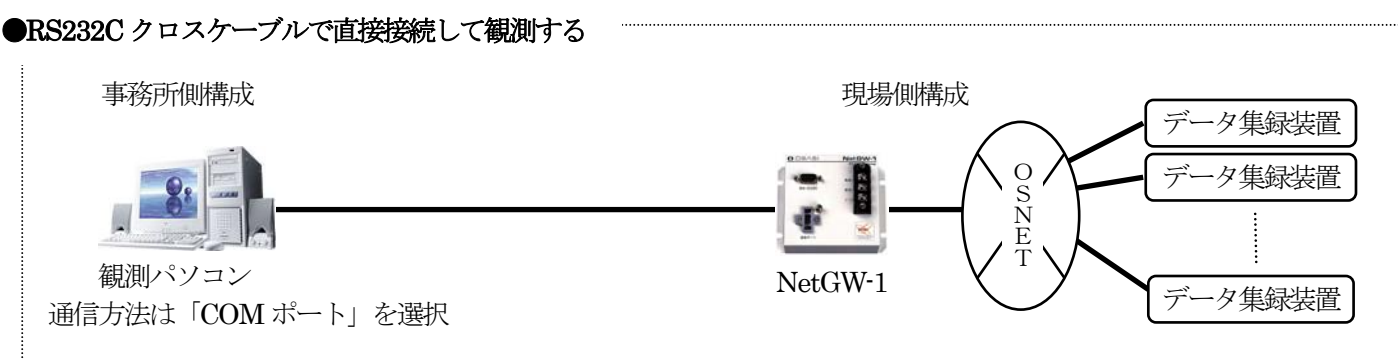 ●RS232C クロスケーブルで直接接続して観測する
事務所側構成
現場側構成
データ集録装置
データ集録装置
OSNET
データ集録装置
OSASI NetGW-1
観測パソコン
NetGW-1
通信方法は「COM ポート」を選択